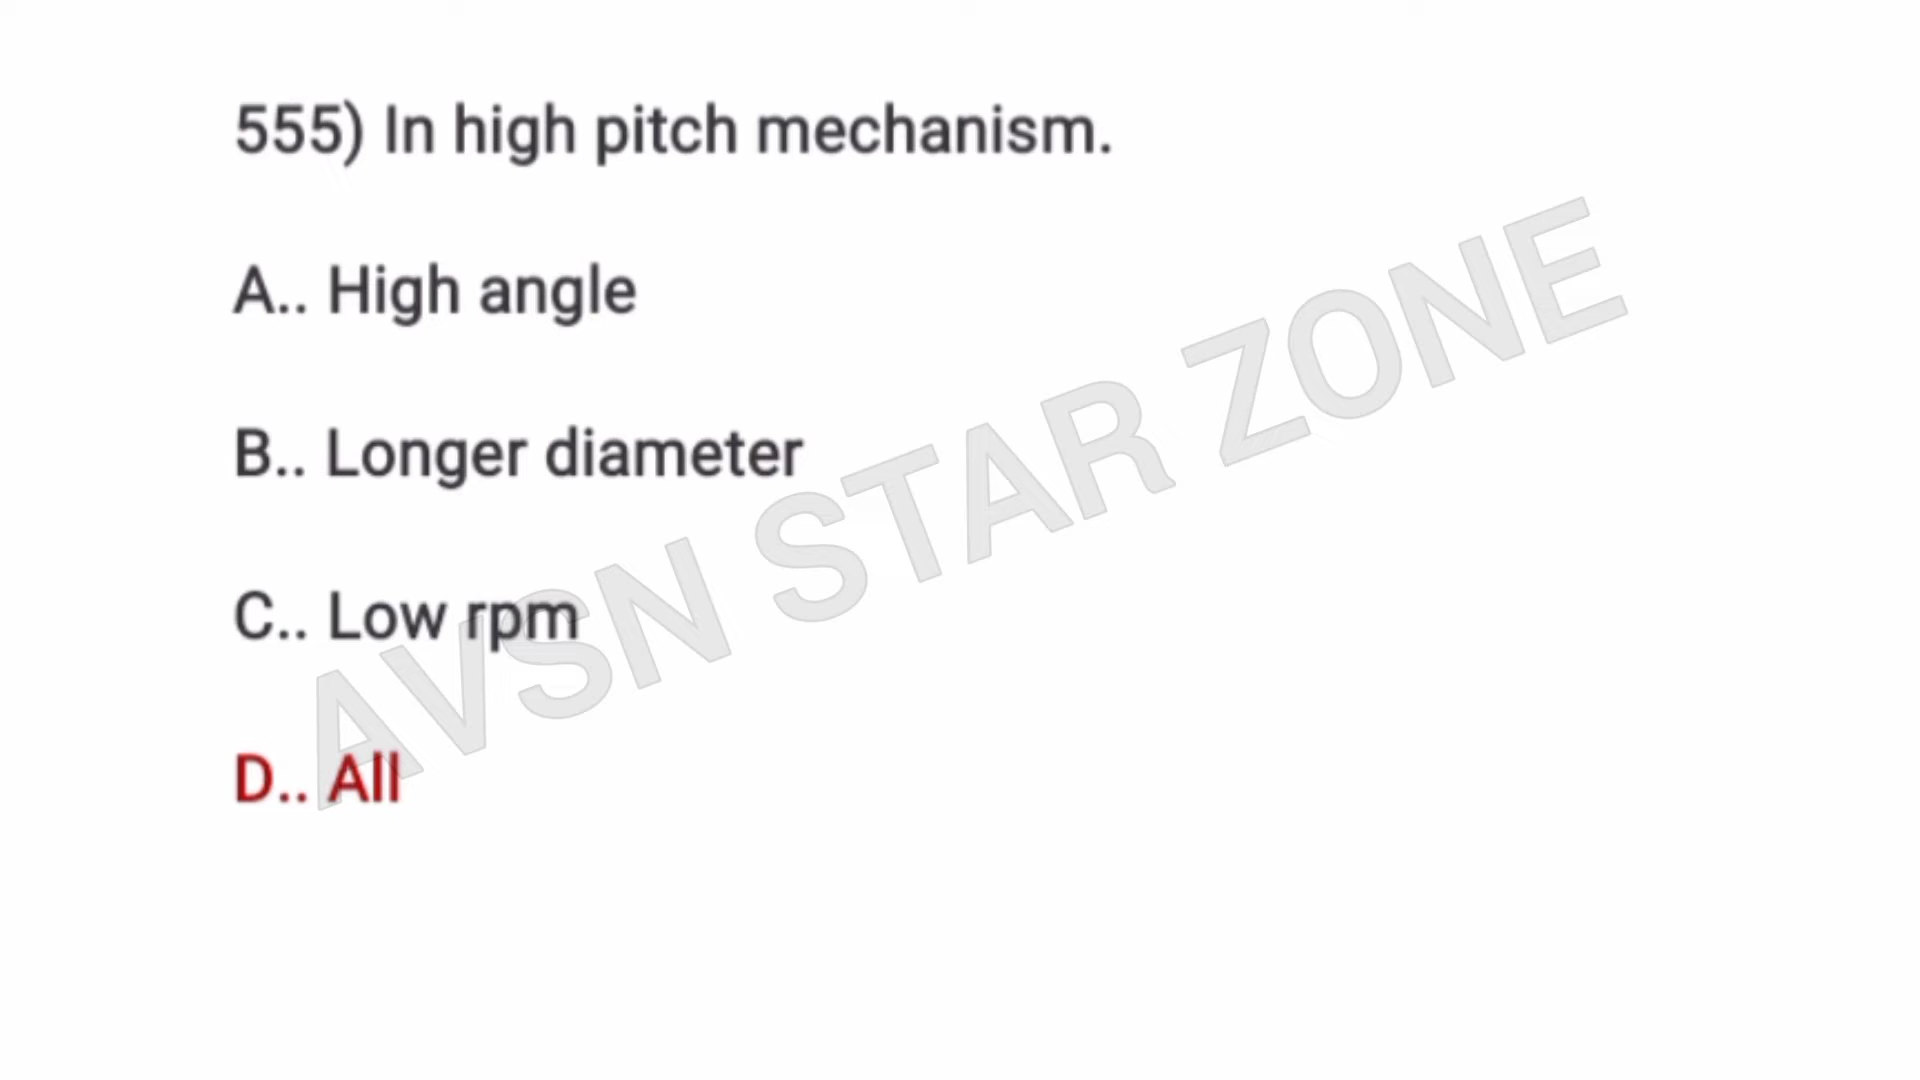 555) In high pitch mechanism.
A.. High angle
B.. Longer diameter
C.. Low rpm
D.. All
AVSN STAR ZONE